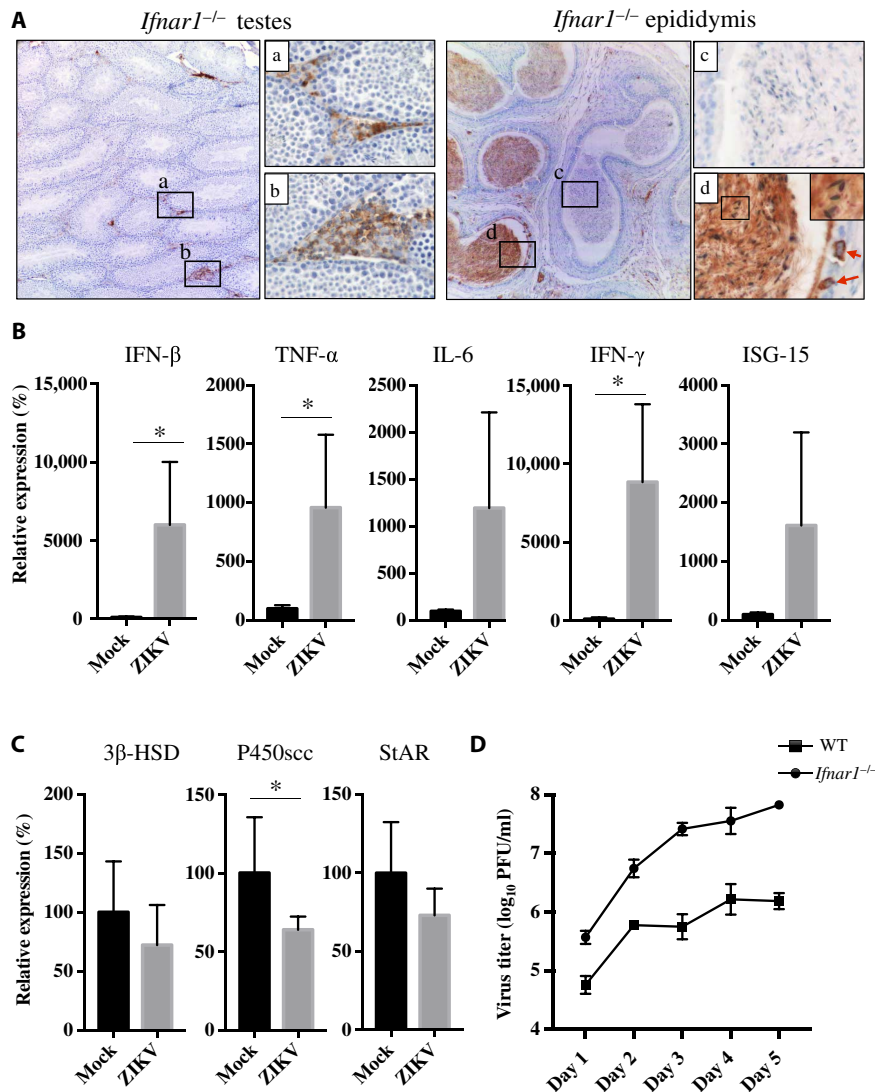 A
Ifnar1–/– testes
Ifnar1–/– epididymis
a
b
a
b
c
d
c
d
B
IFN-β
TNF-α
IL-6
IFN-γ
ISG-15
Relative expression (%)
15,000
10,000
5000
0
*
Mock
ZIKV
2000
1500
1000
500
0
*
Mock
ZIKV
2500
2000
1500
1000
500
0
Mock
ZIKV
15,000
10,000
5000
0
*
Mock
ZIKV
4000
3000
2000
1000
0
Mock
ZIKV
C
3β-HSD
P450scc
StAR
Relative expression (%)
200
150
100
50
0
Mock
ZIKV
150
100
50
0
*
Mock
ZIKV
150
100
50
0
Mock
ZIKV
D
WT
Ifnar1–/–
Virus titer (log10 PFU/ml)
8
7
6
5
4
Day 1
Day 2
Day 3
Day 4
Day 5